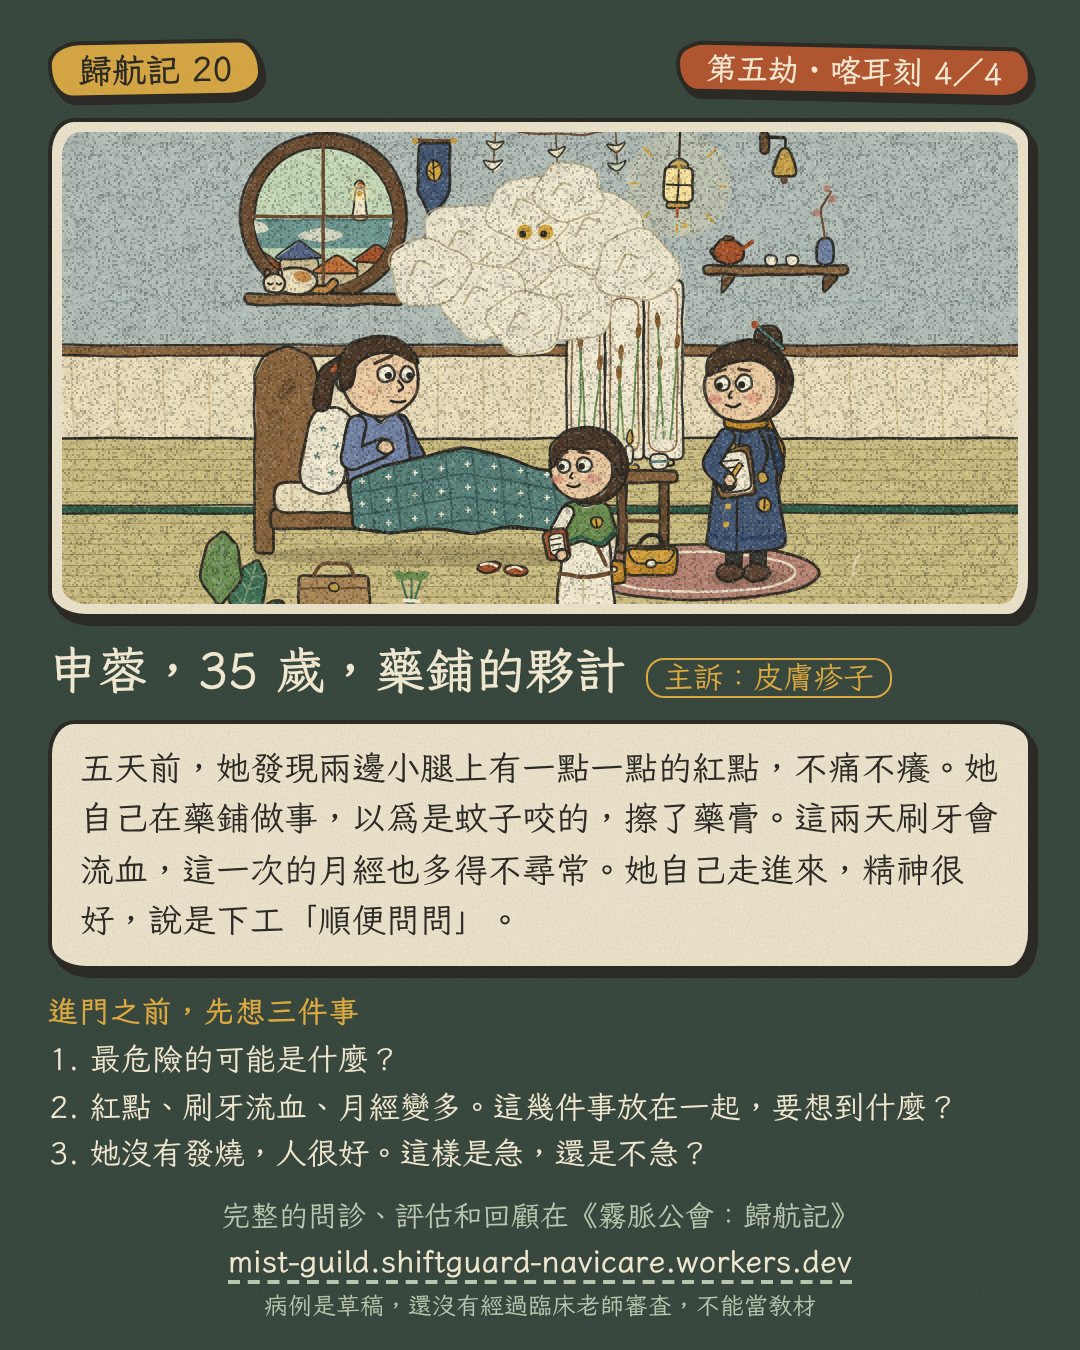 歸航記 20
第五劫・喀耳刻 4／4
申蓉，35 歲，藥鋪的夥計
主訴：皮膚疹子
五天前，她發現兩邊小腿上有一點一點的紅點，不痛不癢。她
自己在藥鋪做事，以爲是蚊子咬的，擦了藥膏。這兩天刷牙會
流血，這一次的月經也多得不尋常。她自己走進來，精神很
好，說是下工「順便問問」。
進門之前，先想三件事
1. 最危險的可能是什麼？
2. 紅點、刷牙流血、月經變多。這幾件事放在一起，要想到什麼？
3. 她沒有發燒，人很好。這樣是急，還是不急？
完整的問診、評估和回顧在《霧脈公會：歸航記》
mist-guild.shiftguard-navicare.workers.dev
病例是草稿，還沒有經過臨床老師審查，不能當教材